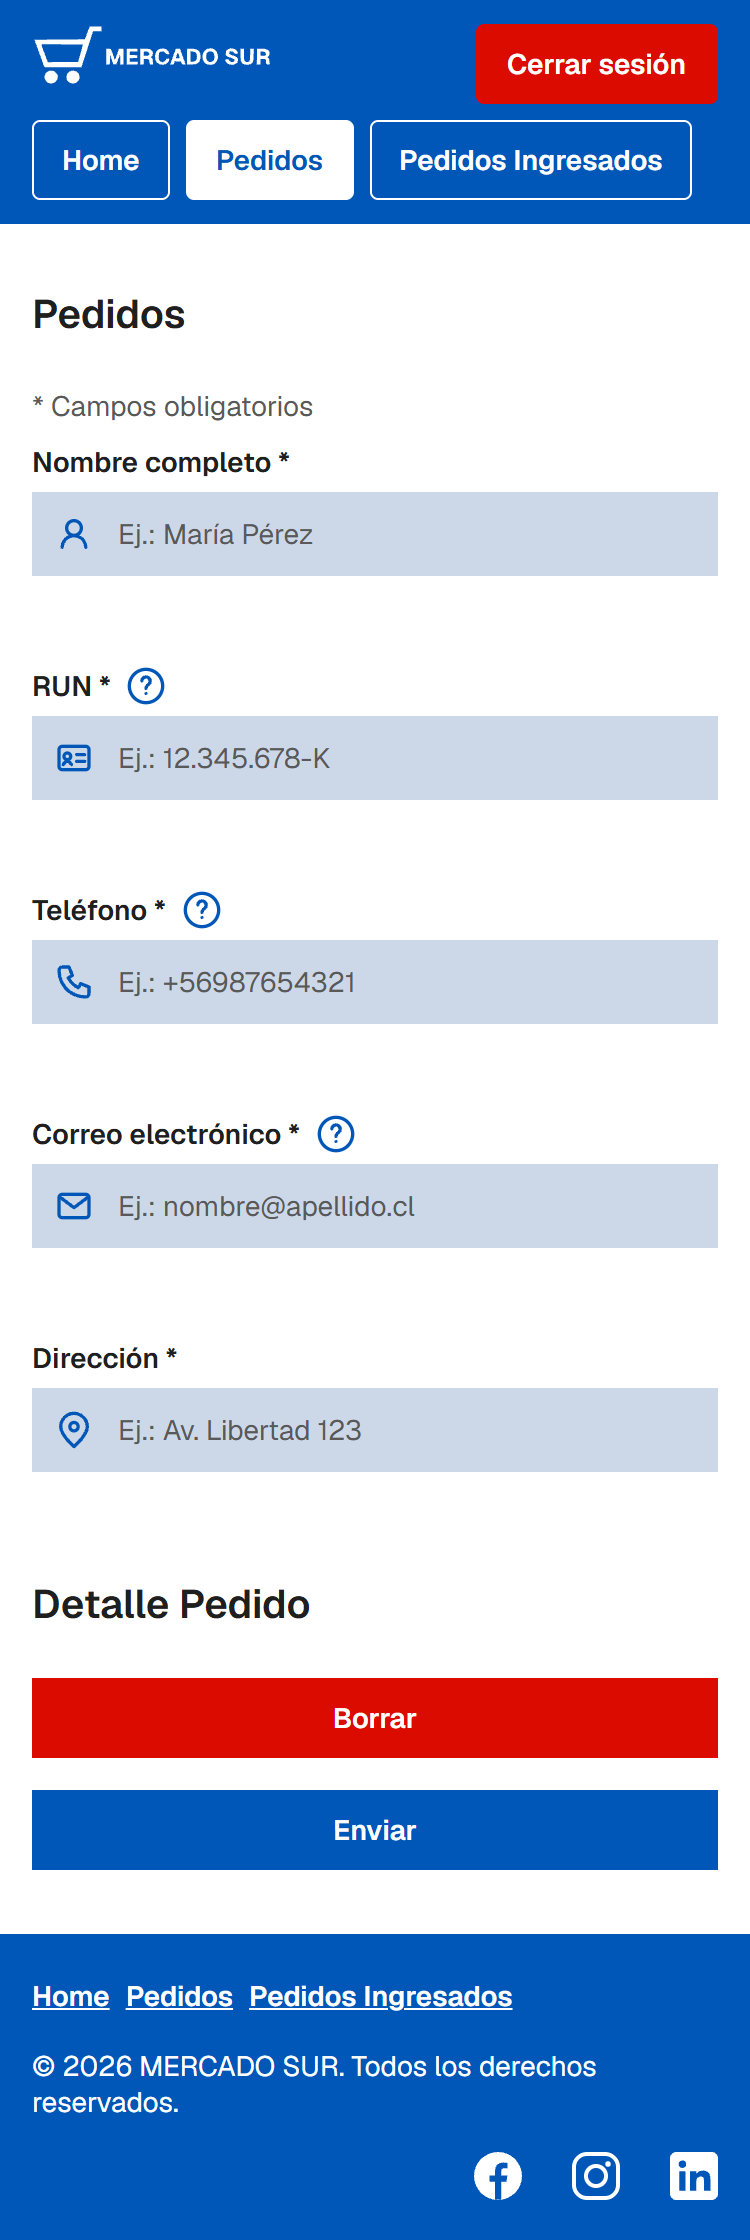 MERCADO SUR
Cerrar sesión
Home
Pedidos
Pedidos Ingresados
Pedidos
* Campos obligatorios
Nombre completo *
Ej.: María Pérez
RUN * ?
Ej.: 12.345.678-K
Teléfono * ?
Ej.: +56987654321
Correo electrónico * ?
Ej.: nombre@apellido.cl
Dirección *
Ej.: Av. Libertad 123
Detalle Pedido
Borrar
Enviar
Home Pedidos Pedidos Ingresados
© 2026 MERCADO SUR. Todos los derechos
reservados.